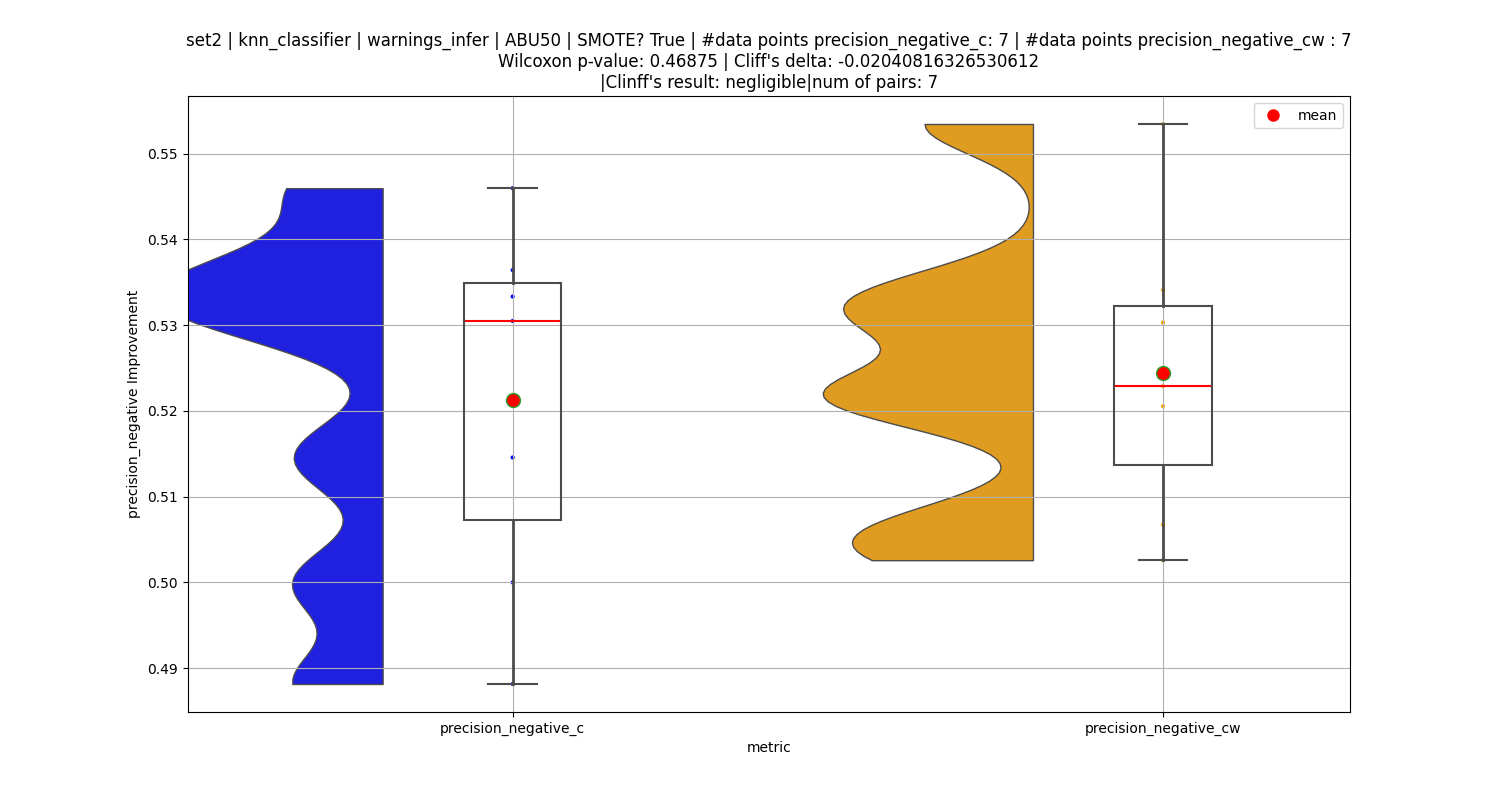 set2 | knn_classifier | warnings_infer | ABU50 | SMOTE? True | #data points precision_negative_c: 7 | #data points precision_negative_cw : 7
Wilcoxon p-value: 0.46875 | Cliff's delta: -0.02040816326530612
|Clinff's result: negligible|num of pairs: 7
mean
0.55
0.54
0.53
0.52
0.51
0.50
0.49
precision_negative Improvement
precision_negative_c
precision_negative_cw
metric